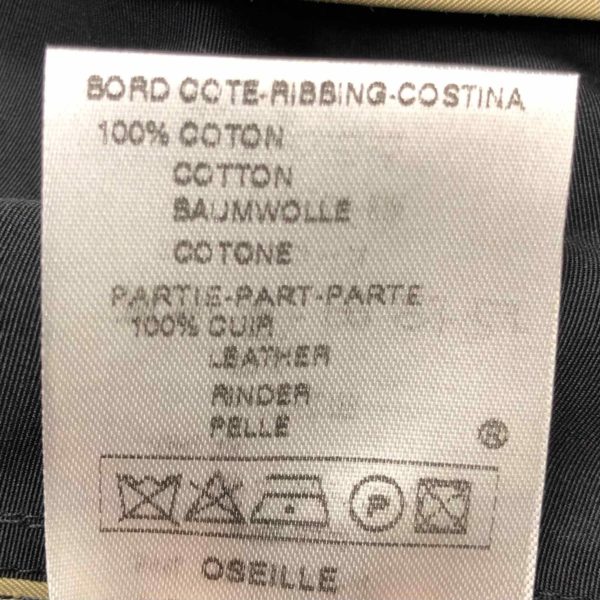 BORD COTE-RIBBING-COSTINA
100% COTON
COTTON
BAUMWOLLE
COTONE
PARTIE-PART-PARTE
100% CUIR
LEATHER
RINDER
PELLE
®
P
OSEILLE